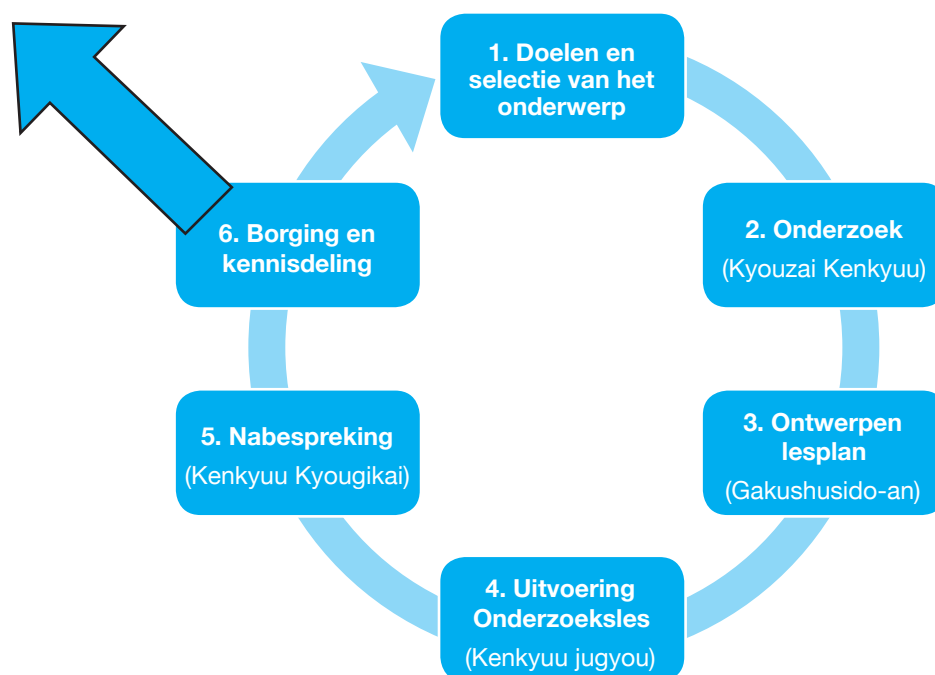 1. Doelen en
selectie van het
onderwerp
2. Onderzoek
(Kyouzai Kenkyuu)
3. Ontwerpen
lesplan
(Gakushusido-an)
4. Uitvoering
Onderzoeksles
(Kenkyuu jugyou)
5. Nabespreking
(Kenkyuu Kyougikai)
6. Borging en
kennisdeling